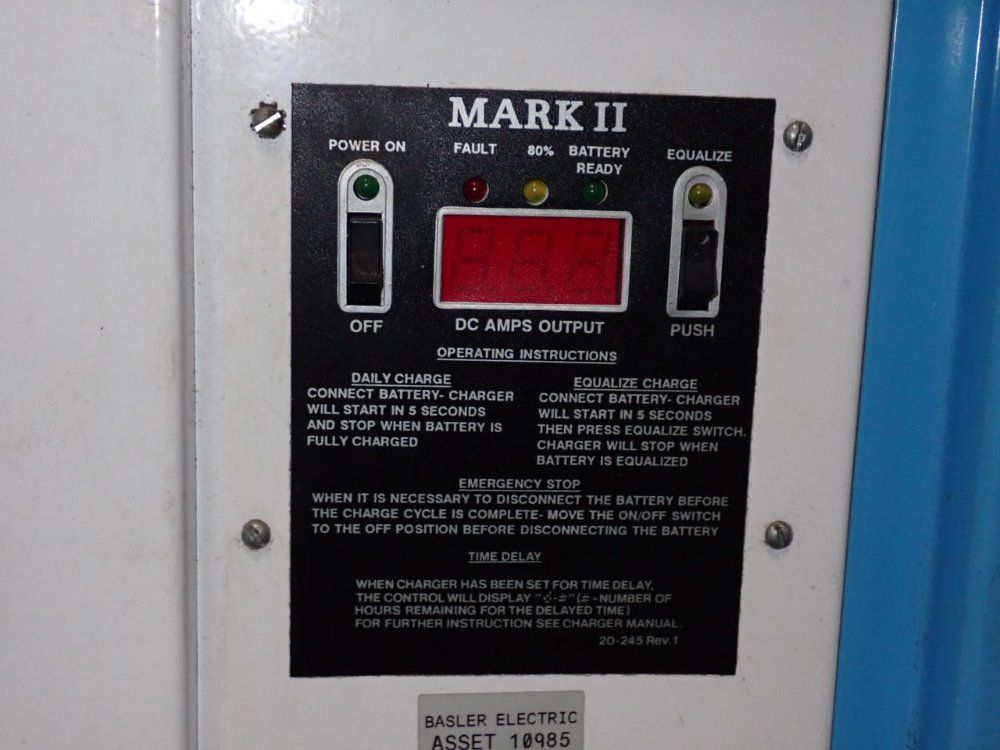 MARK II
POWER ON
FAULT
80%
BATTERY
READY
EQUALIZE
OFF
DC AMPS OUTPUT
PUSH
OPERATING INSTRUCTIONS
DAILY CHARGE
CONNECT BATTERY- CHARGER
WILL START IN 5 SECONDS
AND STOP WHEN BATTERY IS
FULLY CHARGED
EQUALIZE CHARGE
CONNECT BATTERY- CHARGER
WILL START IN 5 SECONDS
THEN PRESS EQUALIZE SWITCH.
CHARGER WILL STOP WHEN
BATTERY IS EQUALIZED
EMERGENCY STOP
WHEN IT IS NECESSARY TO DISCONNECT THE BATTERY BEFORE
THE CHARGE CYCLE IS COMPLETE- MOVE THE ON/OFF SWITCH
TO THE OFF POSITION BEFORE DISCONNECTING THE BATTERY
TIME DELAY
WHEN CHARGER HAS BEEN SET FOR TIME DELAY,
THE CONTROL WILL DISPLAY "-#" (# = NUMBER OF
HOURS REMAINING FOR THE DELAYED TIME)
FOR FURTHER INSTRUCTION SEE CHARGER MANUAL.
20-245 Rev.1
BASLER ELECTRIC
ASSET 10985